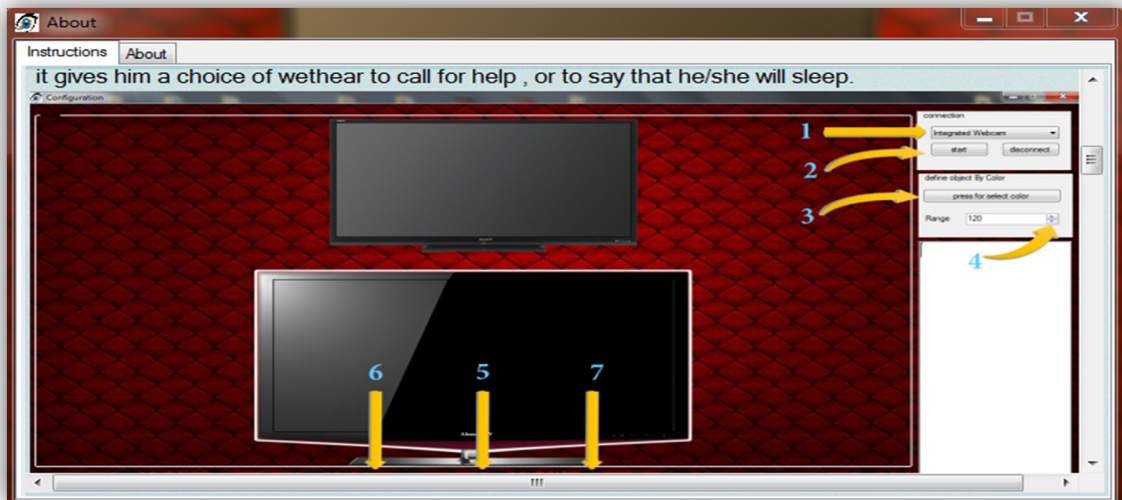 About
Instructions About
it gives him a choice of wethear to call for help , or to say that he/she will sleep.
Configuration
connection
1
Integrated Webcam
start disconnect
2
define object By Color
press for select color
3
Range 120
4
6 5 7